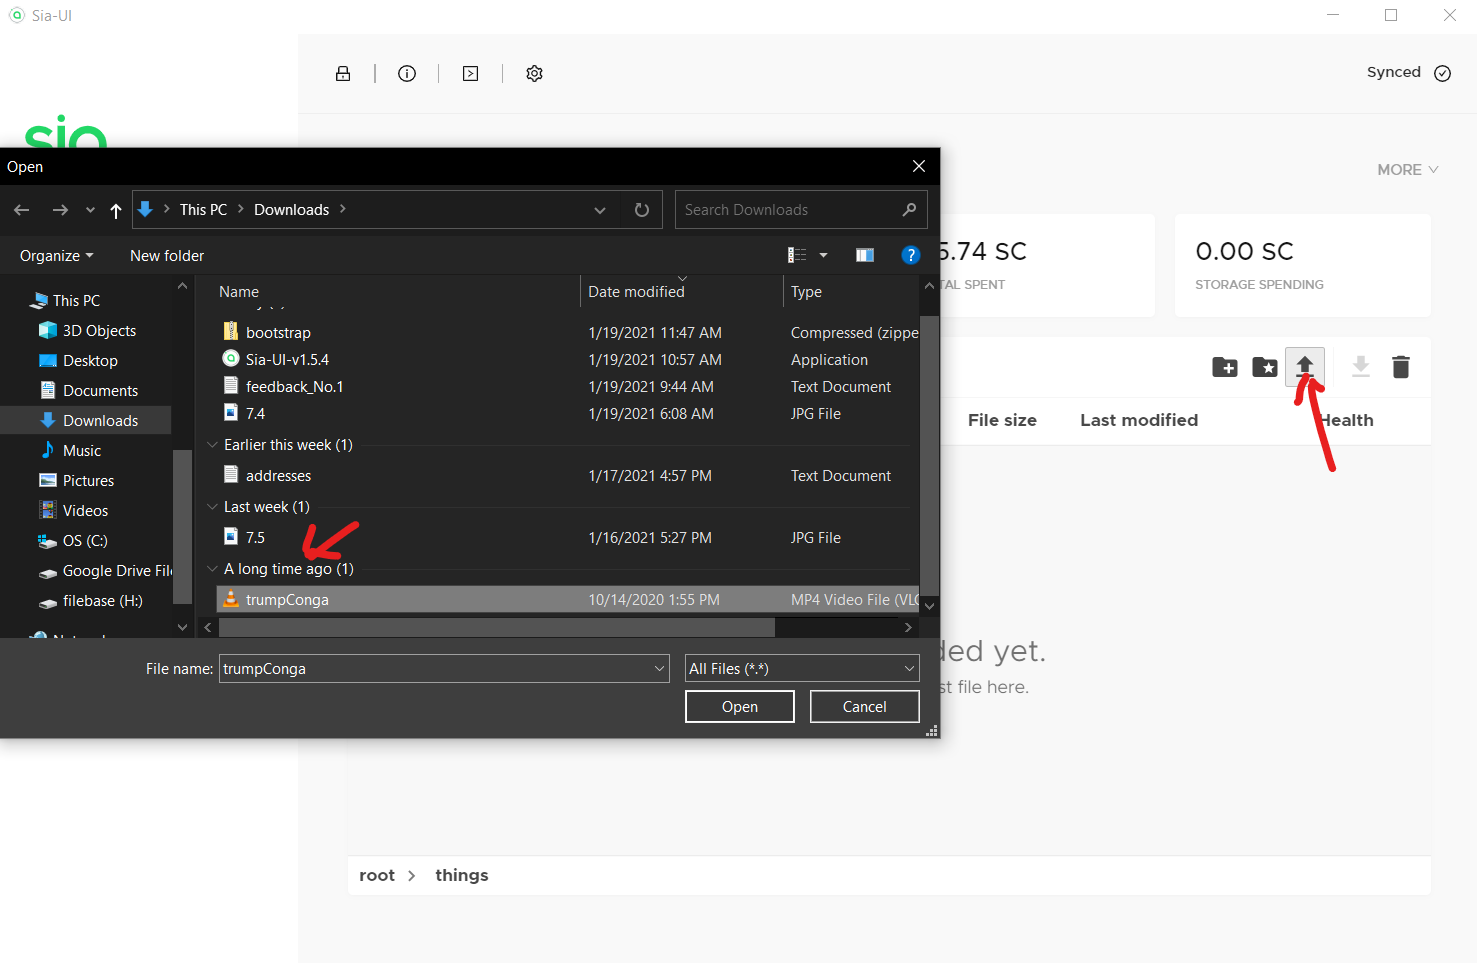 Sia-UI
Synced
sia
MORE
Open
This PC
Downloads
Search Downloads
Organize
New folder
?
5.74 SC
TAL SPENT
0.00 SC
STORAGE SPENDING
This PC
3D Objects
Desktop
Documents
Downloads
Music
Pictures
Videos
OS (C:)
Google Drive File
filebase (H:)
Name Date modified Type
bootstrap 1/19/2021 11:47 AM Compressed (zippe
Sia-UI-v1.5.4 1/19/2021 10:57 AM Application
feedback_No.1 1/19/2021 9:44 AM Text Document
7.4 1/19/2021 6:08 AM JPG File
Earlier this week (1)
addresses 1/17/2021 4:57 PM Text Document
Last week (1)
7.5 1/16/2021 5:27 PM JPG File
A long time ago (1)
trumpConga 10/14/2020 1:55 PM MP4 Video File (VLC
File name: trumpConga All Files (*.*)
Open Cancel
File size Last modified Health
ded yet.
st file here.
root > things